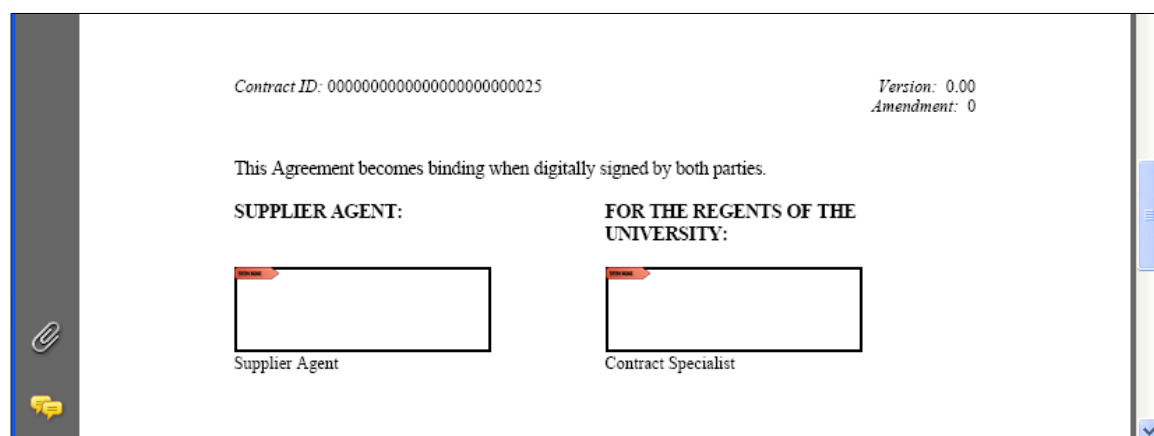 Contract ID: 0000000000000000000000025
Version: 0.00
Amendment: 0
This Agreement becomes binding when digitally signed by both parties.
SUPPLIER AGENT:
FOR THE REGENTS OF THE
UNIVERSITY:
Supplier Agent
Contract Specialist